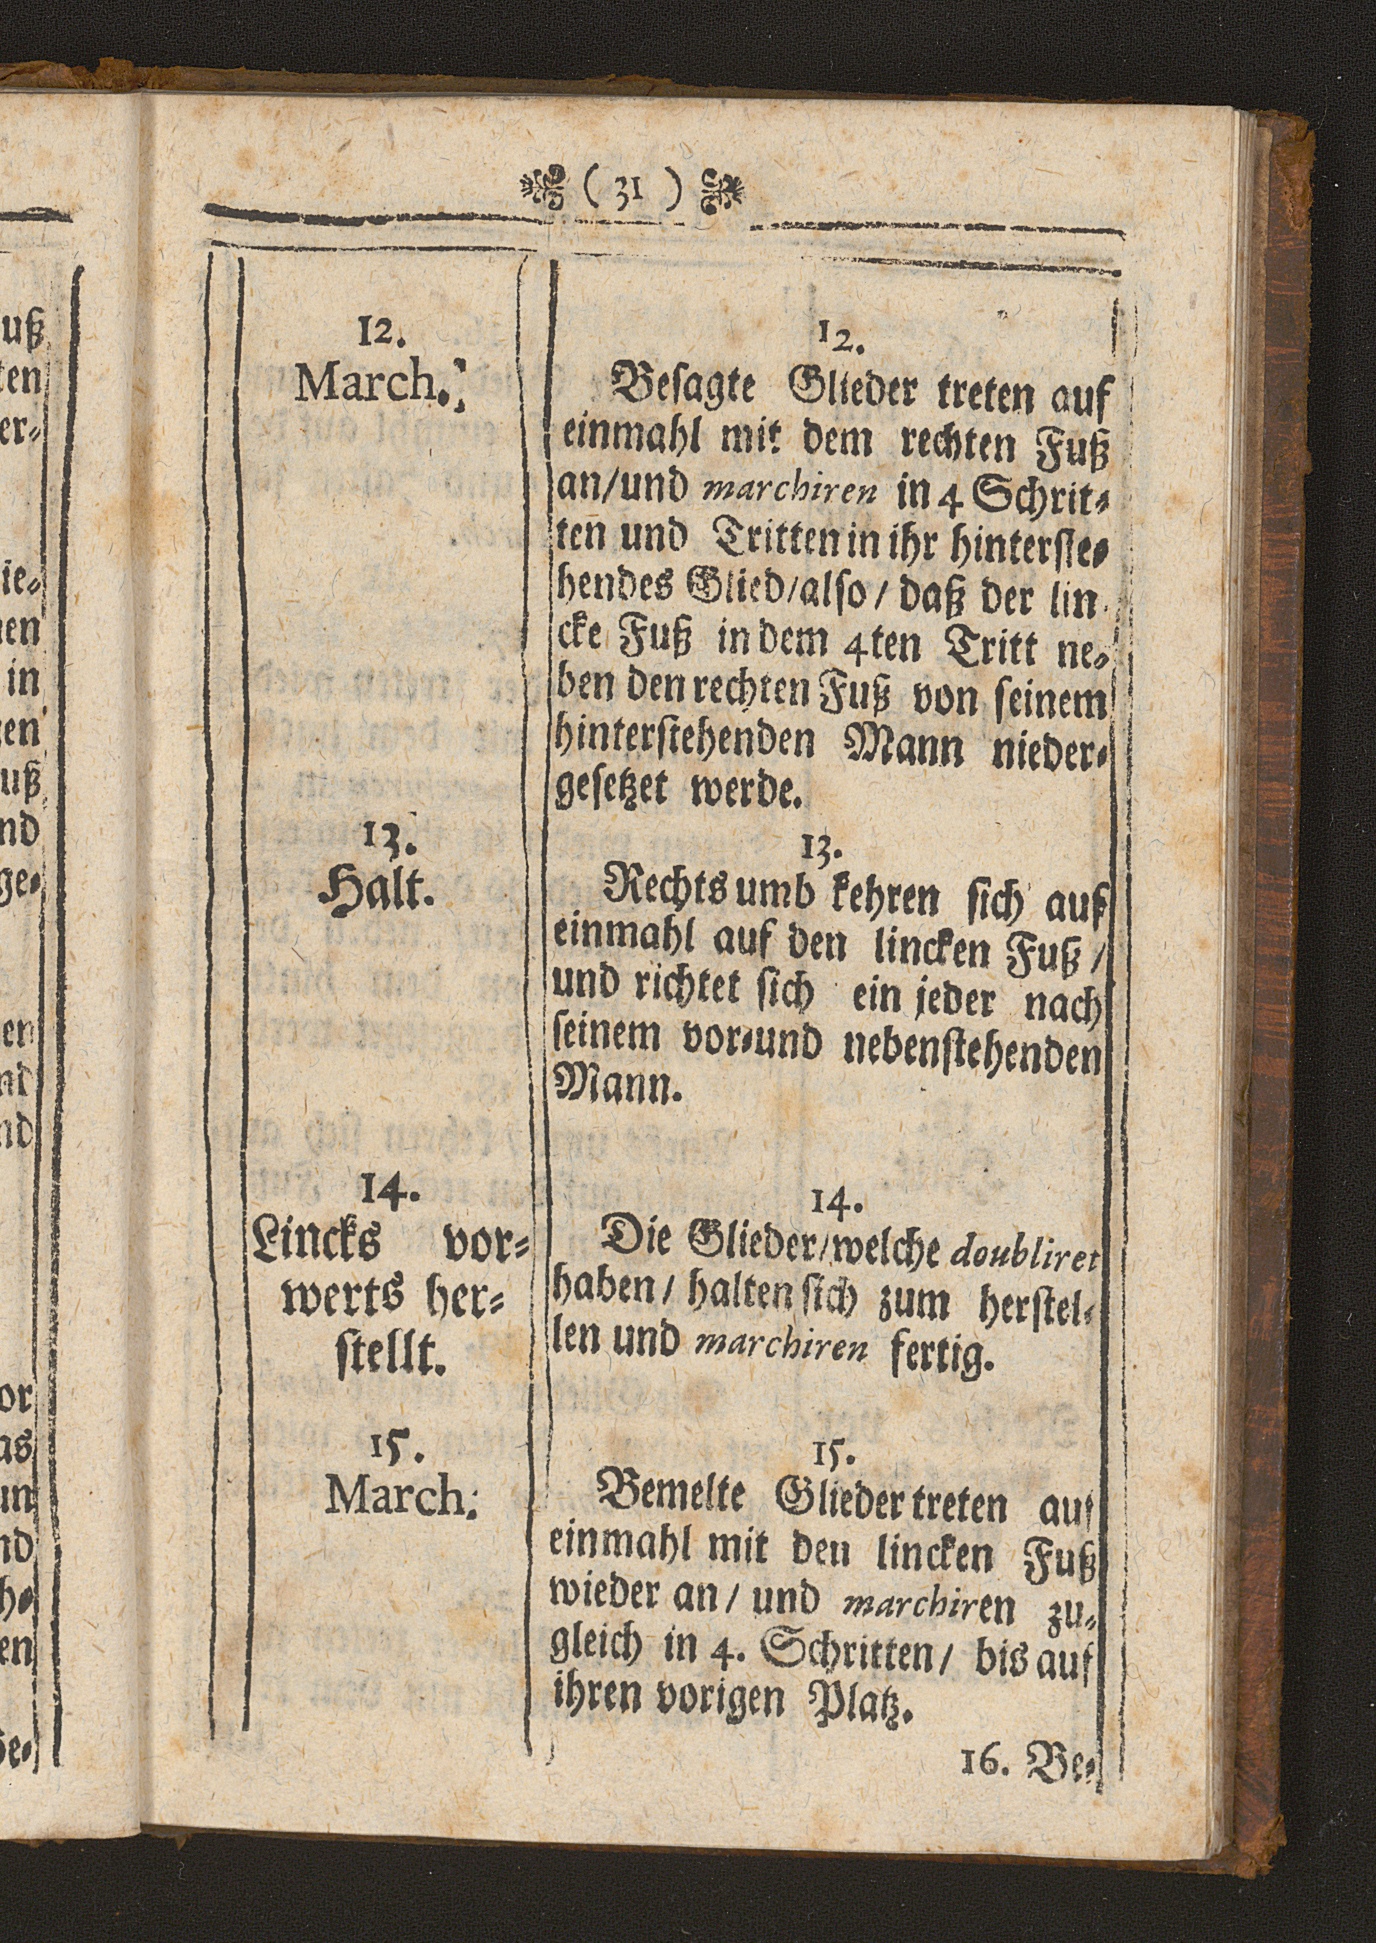 ( 31 )
12.
March.
12.
Besagte Glieder treten auf
einmahl mit dem rechten Fuß
an/und marchiren in 4 Schrit-
ten und Tritten in ihr hinterste-
hendes Glied/also/ daß der lin-
cke Fuß in dem 4ten Tritt ne-
ben den rechten Fuß von seinem
hinterstehenden Mann nieder-
gesetzet werde.
13.
Halt.
13.
Rechts umb kehren sich auf
einmahl auf den lincken Fuß /
und richtet sich ein jeder nach
seinem vor-und nebenstehenden
Mann.
14.
Lincks vor-
werts her-
stellt.
14.
Die Glieder/welche doubliret
haben/ halten sich zum herstel-
len und marchiren fertig.
15.
March.
15.
Bemelte Glieder treten auf
einmahl mit den lincken Fuß
wieder an/ und marchiren zu-
gleich in 4. Schritten/ bis auf
ihren vorigen Platz.
16. Be-